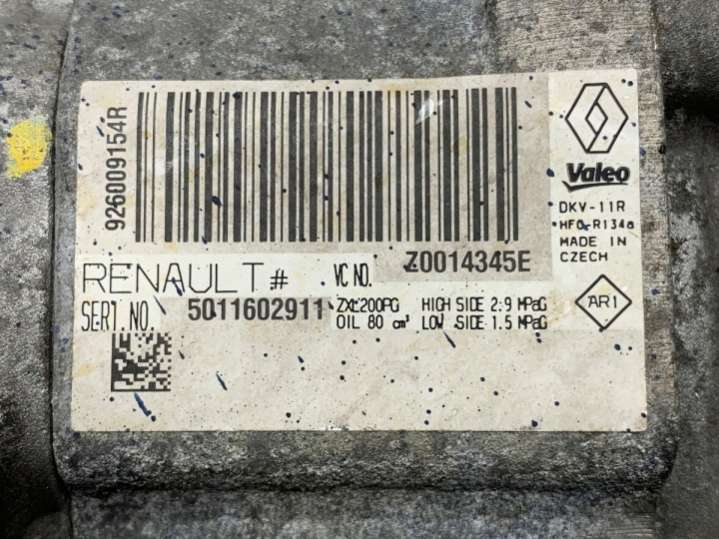 926009154R
Valeo
DKV-11R
HFC-R134a
MADE IN
CZECH
RENAULT # VC NO. Z0014345E
SERT.NO. 5011602911 ZXL200PG HIGH SIDE 2.9 MPaG
OIL 80 cm³ LOW SIDE 1.5 MPaG
AR1